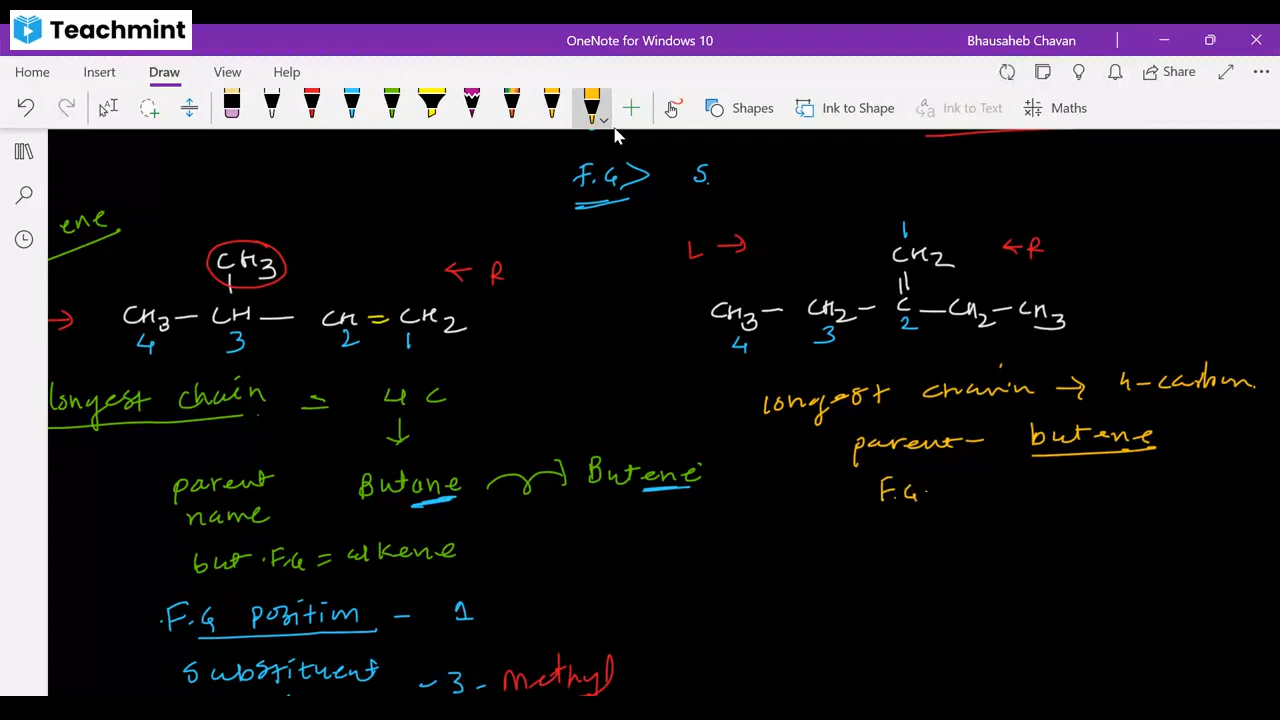 Teachmint
OneNote for Windows 10
Bhausaheb Chavan
Home Insert Draw View Help
Share
Shapes
Ink to Shape
Ink to Text
Maths
F.G > S.
ene
CH3
← R
CH3 - CH - CH = CH2
4 3 2 1
longest chain = 4 C
↓
parent name
Butane
Butene
but .F.G = alkene
.F.G position - 1
Substituent - 3 - Methyl
L →
1
CH2
← R
CH3 - CH2 - C - CH2 - CH3
4 3 2
longest chain → 4-carbon.
parent - butene
F.G.